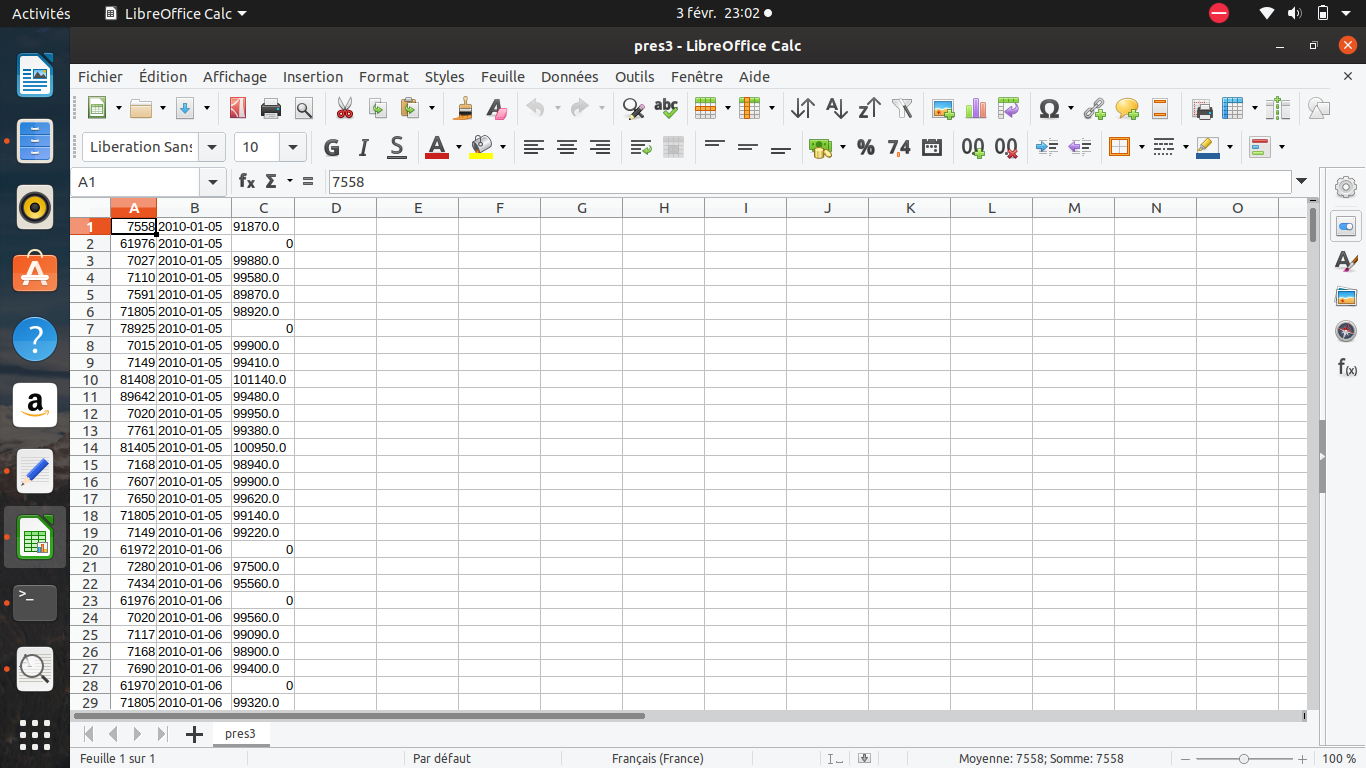 Activités LibreOffice Calc 3 févr. 23:02
pres3 - LibreOffice Calc
Fichier Édition Affichage Insertion Format Styles Feuille Données Outils Fenêtre Aide
Liberation Sans 10 G I S A % 7,4 00 00
A1 fx Σ = 7558
A B C D E F G H I J K L M N O
1 7558 2010-01-05 91870.0
2 61976 2010-01-05 0
3 7027 2010-01-05 99880.0
4 7110 2010-01-05 99580.0
5 7591 2010-01-05 89870.0
6 71805 2010-01-05 98920.0
7 78925 2010-01-05 0
8 7015 2010-01-05 99900.0
9 7149 2010-01-05 99410.0
10 81408 2010-01-05 101140.0
11 89642 2010-01-05 99480.0
12 7020 2010-01-05 99950.0
13 7761 2010-01-05 99380.0
14 81405 2010-01-05 100950.0
15 7168 2010-01-05 98940.0
16 7607 2010-01-05 99900.0
17 7650 2010-01-05 99620.0
18 71805 2010-01-05 99140.0
19 7149 2010-01-06 99220.0
20 61972 2010-01-06 0
21 7280 2010-01-06 97500.0
22 7434 2010-01-06 95560.0
23 61976 2010-01-06 0
24 7020 2010-01-06 99560.0
25 7117 2010-01-06 99090.0
26 7168 2010-01-06 98900.0
27 7690 2010-01-06 99400.0
28 61970 2010-01-06 0
29 71805 2010-01-06 99320.0
pres3
Feuille 1 sur 1 Par défaut Français (France) Moyenne: 7558; Somme: 7558 100 %